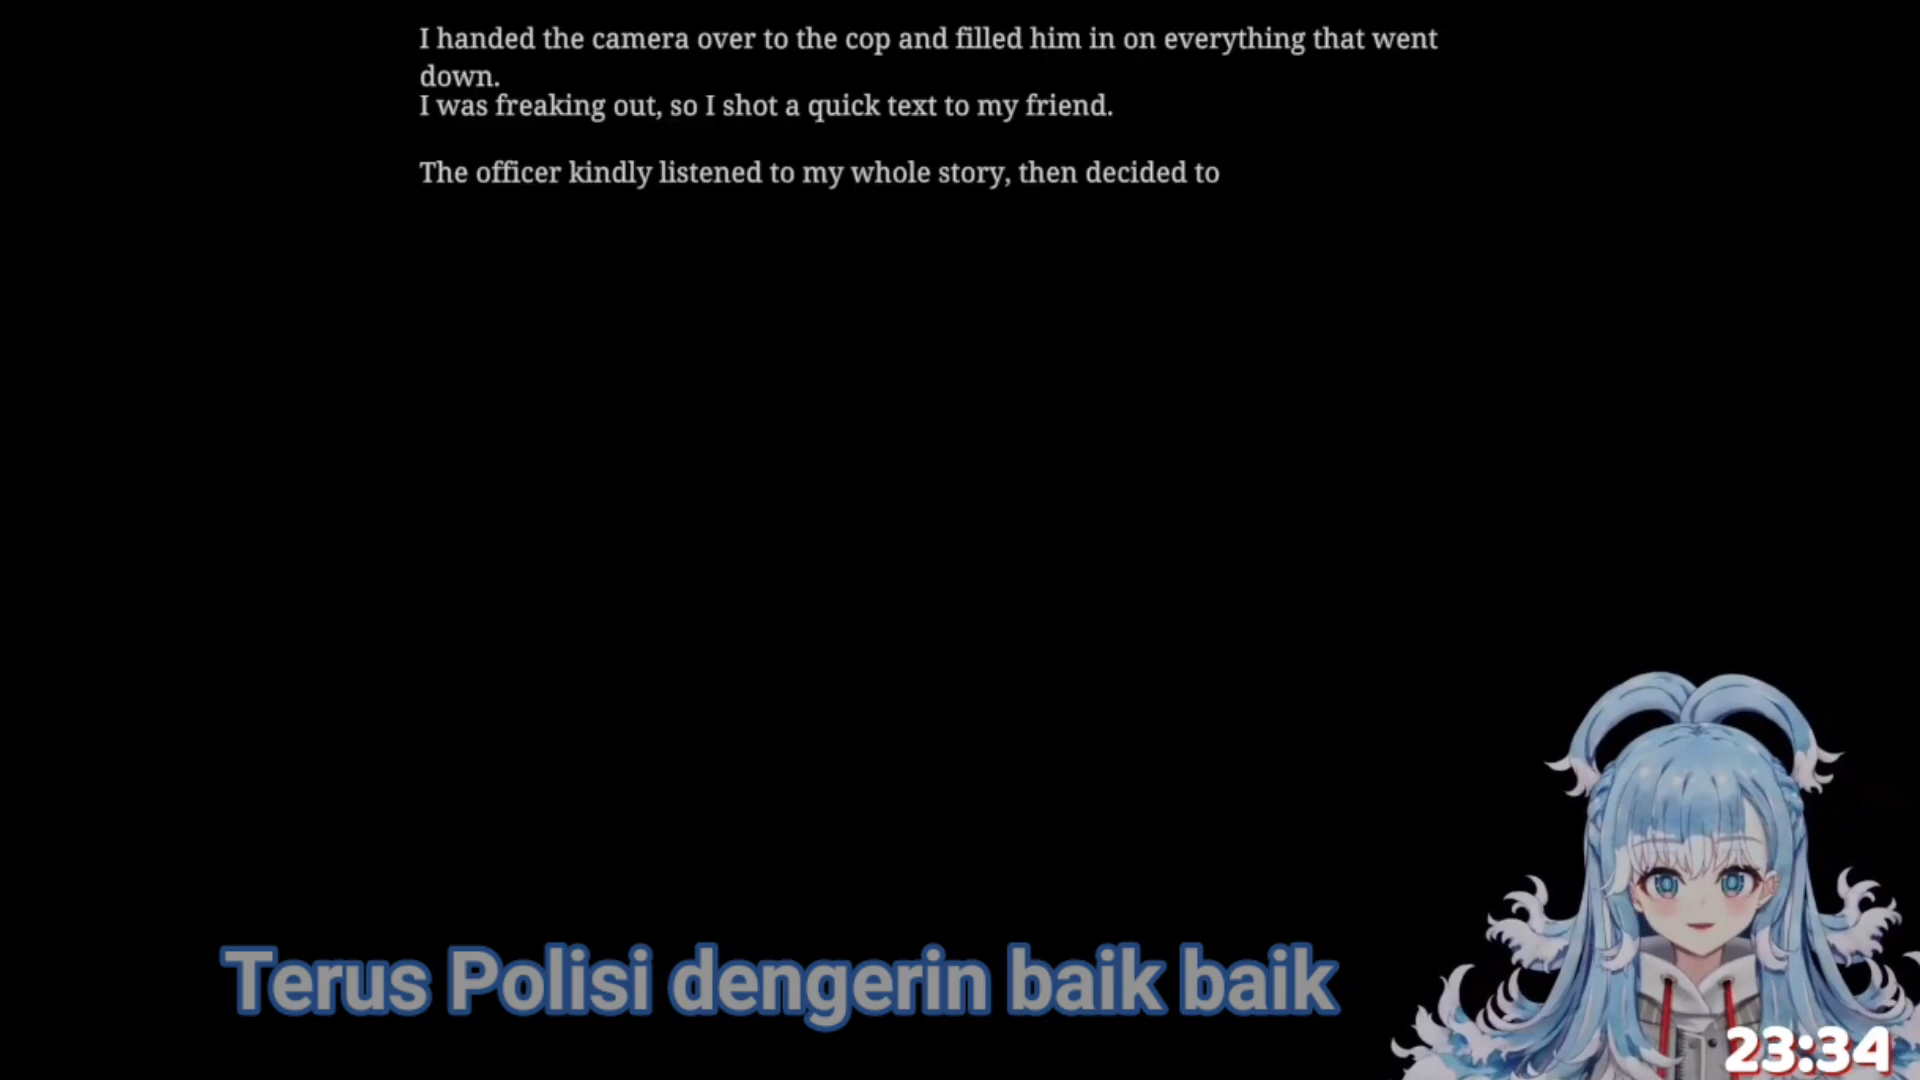 I handed the camera over to the cop and filled him in on everything that went
down.
I was freaking out, so I shot a quick text to my friend.
The officer kindly listened to my whole story, then decided to
Terus Polisi dengerin baik baik
23:34